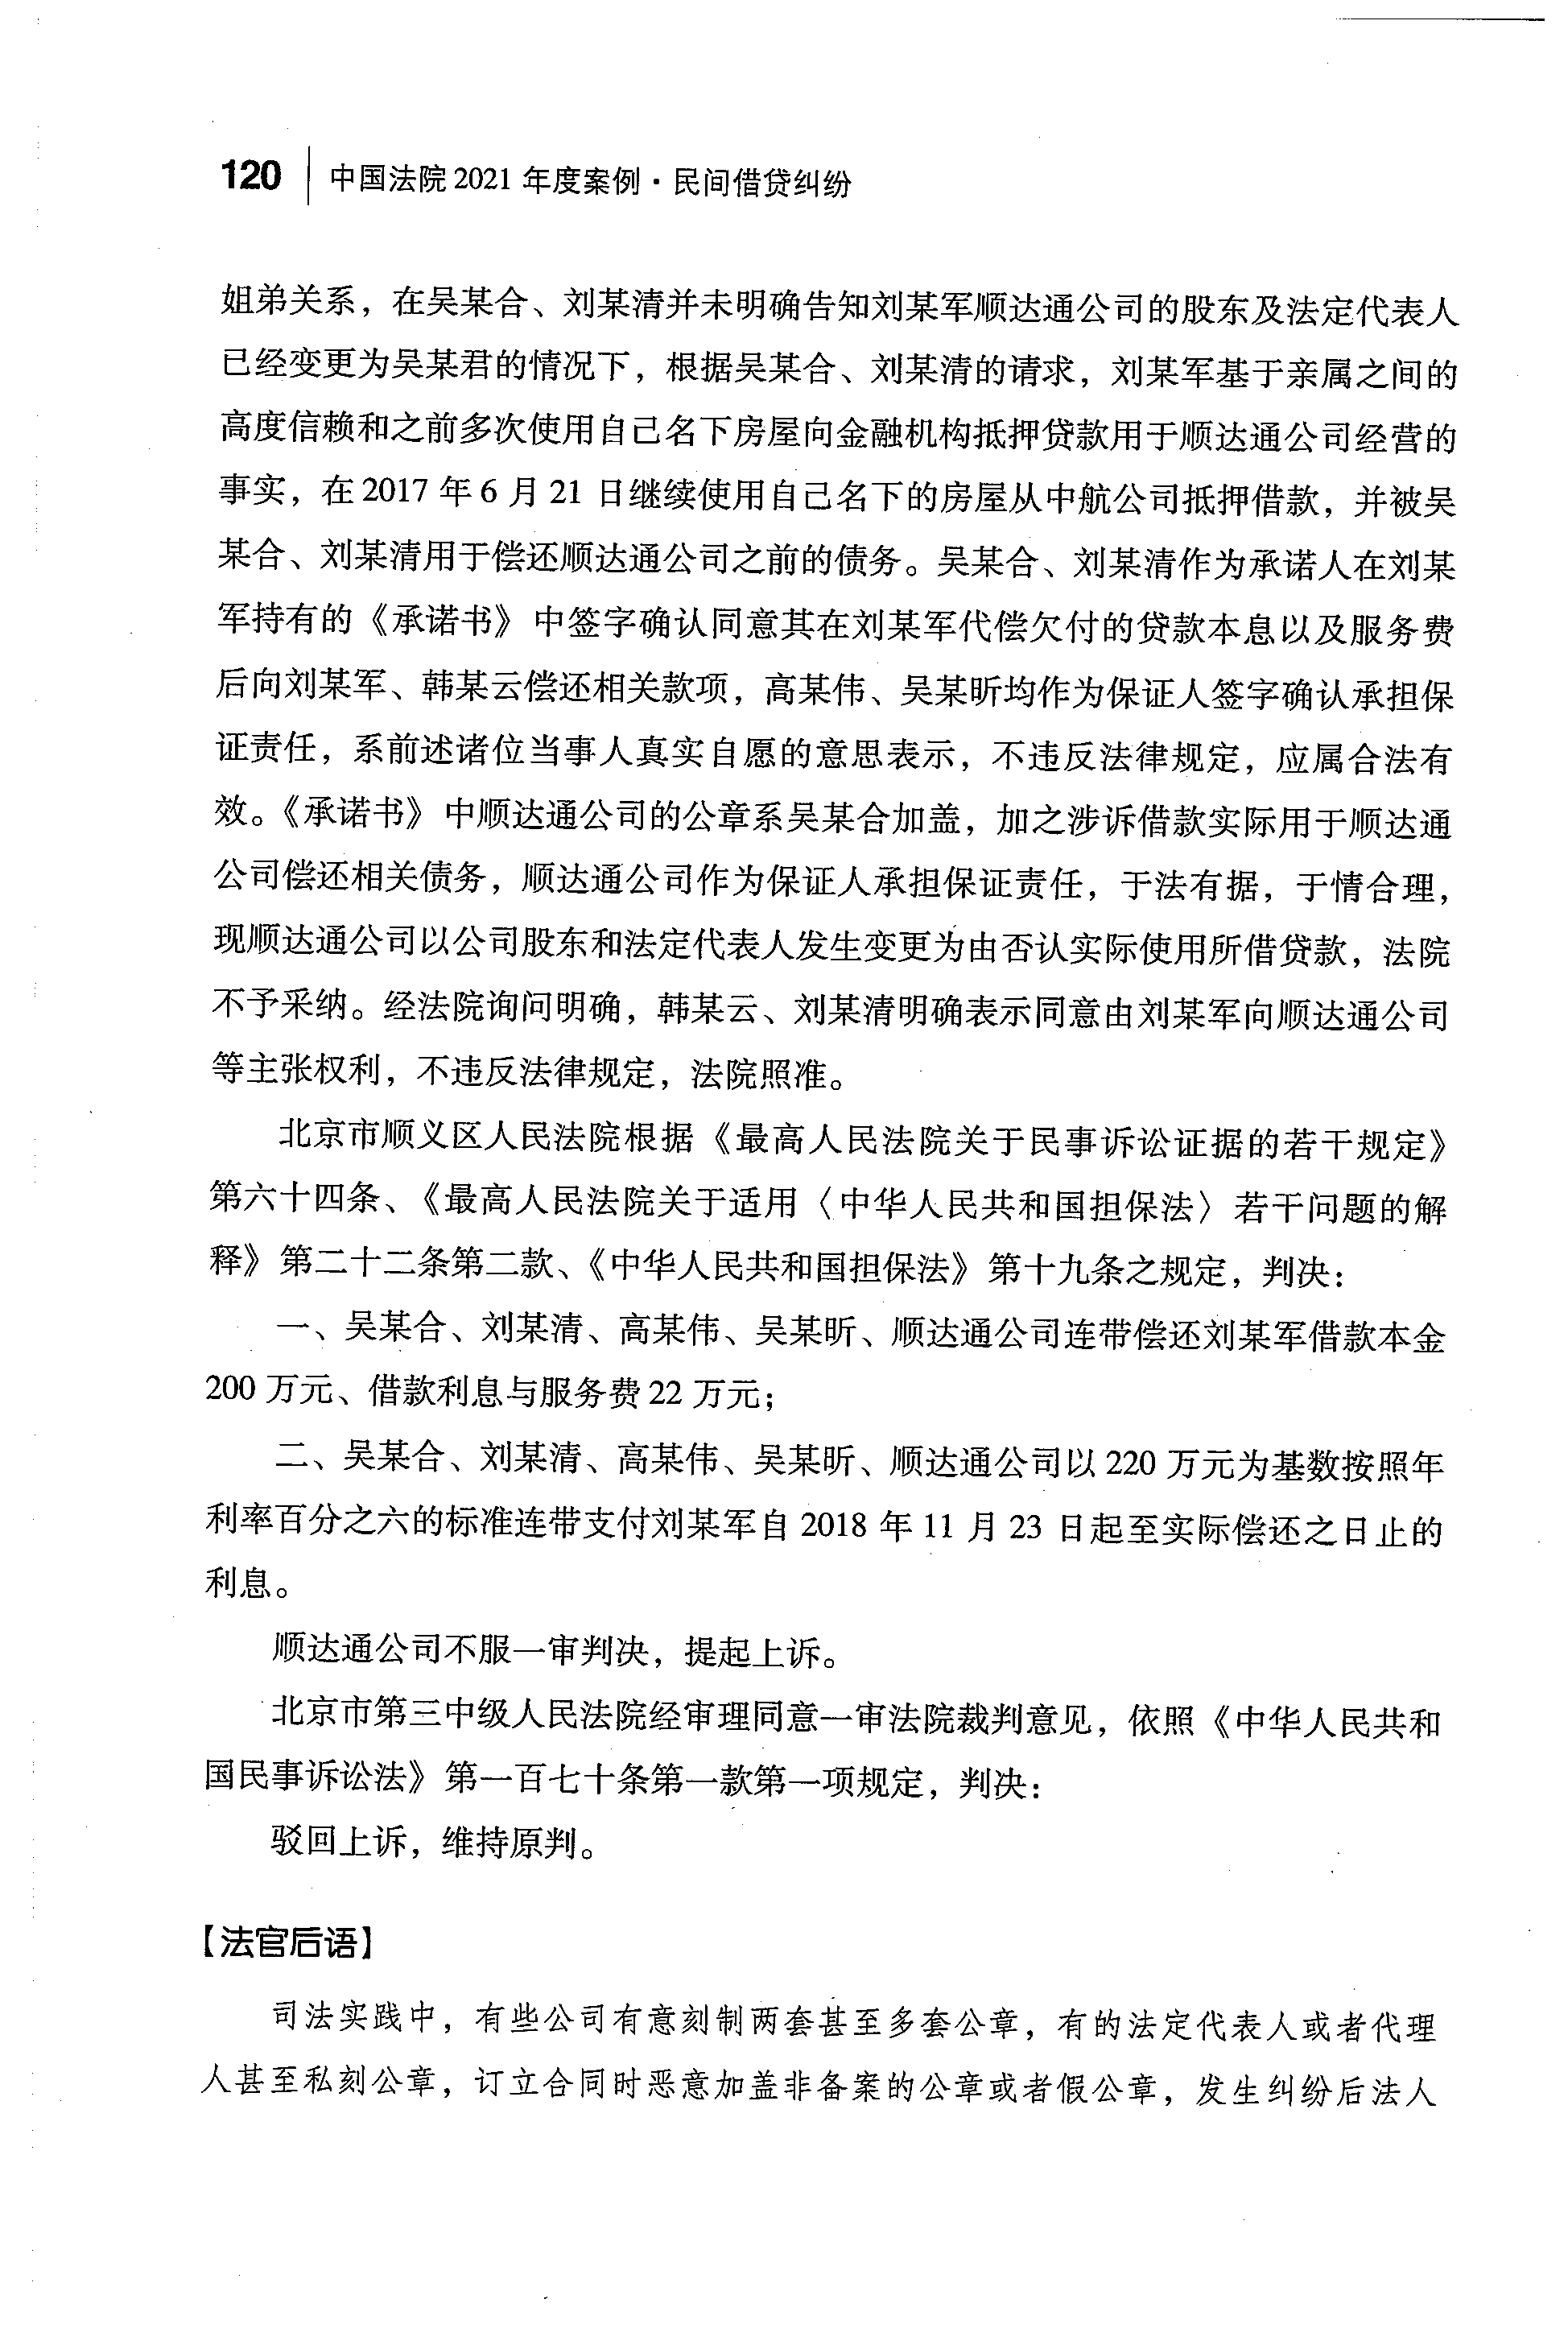 120 中国法院2021年度案例·民间借贷纠纷
姐弟关系，在吴某合、刘某清并未明确告知刘某军顺达通公司的股东及法定代表人
已经变更为吴某君的情况下，根据吴某合、刘某清的请求，刘某军基于亲属之间的
高度信赖和之前多次使用自己名下房屋向金融机构抵押贷款用于顺达通公司经营的
事实，在2017年6月21日继续使用自己名下的房屋从中航公司抵押借款，并被吴
某合、刘某清用于偿还顺达通公司之前的债务。吴某合、刘某清作为承诺人在刘某
军持有的《承诺书》中签字确认同意其在刘某军代偿欠付的贷款本息以及服务费
后向刘某军、韩某云偿还相关款项，高某伟、吴某昕均作为保证人签字确认承担保
证责任，系前述诸位当事人真实自愿的意思表示，不违反法律规定，应属合法有
效。《承诺书》中顺达通公司的公章系吴某合加盖，加之涉诉借款实际用于顺达通
公司偿还相关债务，顺达通公司作为保证人承担保证责任，于法有据，于情合理，
现顺达通公司以公司股东和法定代表人发生变更为由否认实际使用所借贷款，法院
不予采纳。经法院询问明确，韩某云、刘某清明确表示同意由刘某军向顺达通公司
等主张权利，不违反法律规定，法院照准。
北京市顺义区人民法院根据《最高人民法院关于民事诉讼证据的若干规定》
第六十四条、《最高人民法院关于适用〈中华人民共和国担保法〉若干问题的解
释》第二十二条第二款、《中华人民共和国担保法》第十九条之规定，判决：
一、吴某合、刘某清、高某伟、吴某昕、顺达通公司连带偿还刘某军借款本金
200万元、借款利息与服务费22万元；
二、吴某合、刘某清、高某伟、吴某昕、顺达通公司以220万元为基数按照年
利率百分之六的标准连带支付刘某军自2018年11月23日起至实际偿还之日止的
利息。
顺达通公司不服一审判决，提起上诉。
北京市第三中级人民法院经审理同意一审法院裁判意见，依照《中华人民共和
国民事诉讼法》第一百七十条第一款第一项规定，判决：
驳回上诉，维持原判。
【法官后语】
司法实践中，有些公司有意刻制两套甚至多套公章，有的法定代表人或者代理
人甚至私刻公章，订立合同时恶意加盖非备案的公章或者假公章，发生纠纷后法人